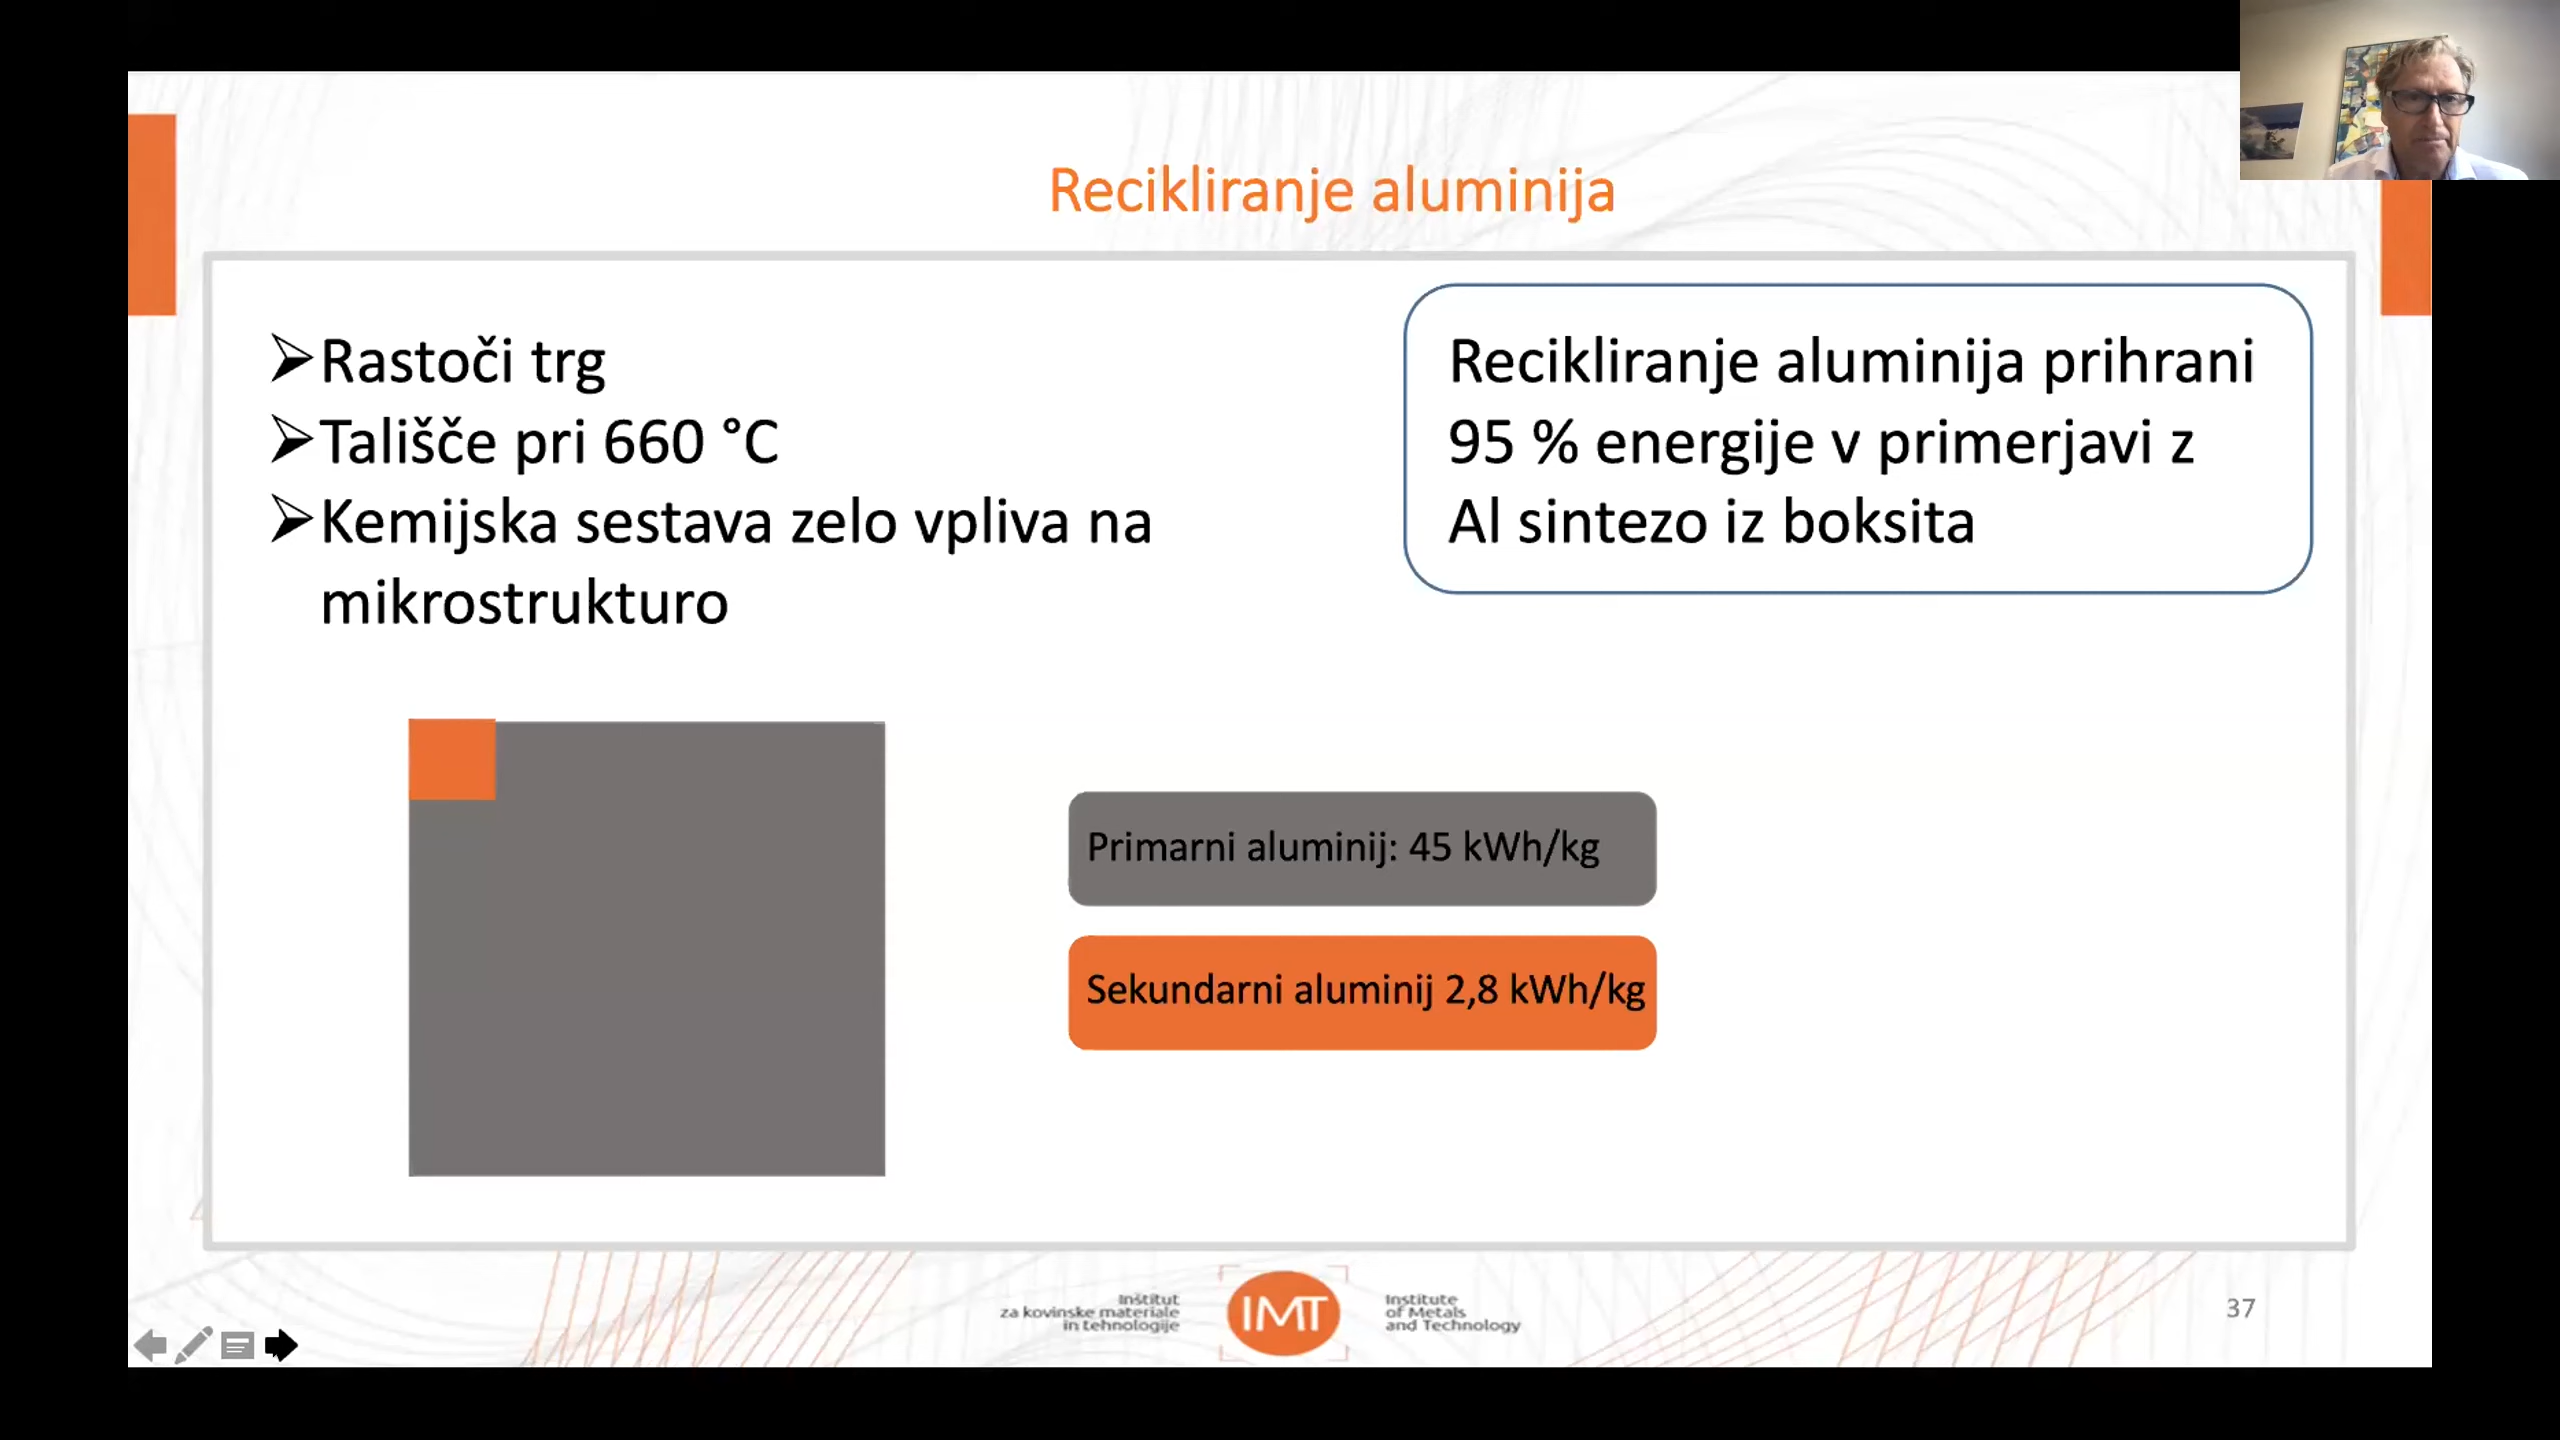 Recikliranje aluminija
Rastoči trg
Tališče pri 660 °C
Kemijska sestava zelo vpliva na
mikrostrukturo
Recikliranje aluminija prihrani
95 % energije v primerjavi z
Al sintezo iz boksita
Primarni aluminij: 45 kWh/kg
Sekundarni aluminij 2,8 kWh/kg
Inštitut
za kovinske materiale
in tehnologije
IMT
Institute
of Metals
and Technology
37